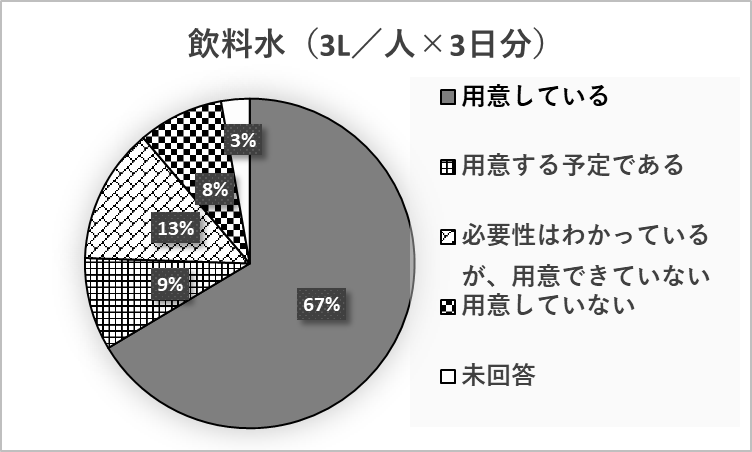 飲料水（3L／人×3日分）
用意している
用意する予定である
必要性はわかっている
が、用意できていない
用意していない
未回答
3%
8%
13%
9%
67%